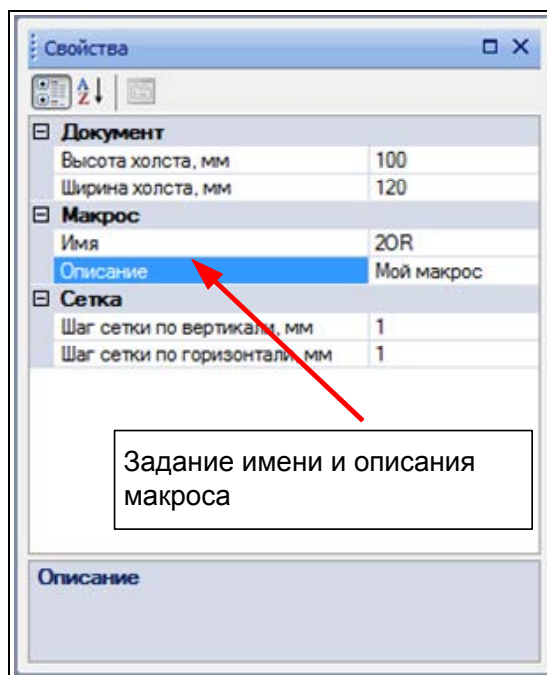 Свойства
Документ
Высота холста, мм 100
Ширина холста, мм 120
Макрос
Имя 2OR
Описание Мой макрос
Сетка
Шаг сетки по вертикали, мм 1
Шаг сетки по горизонтали, мм 1
Задание имени и описания
макроса
Описание